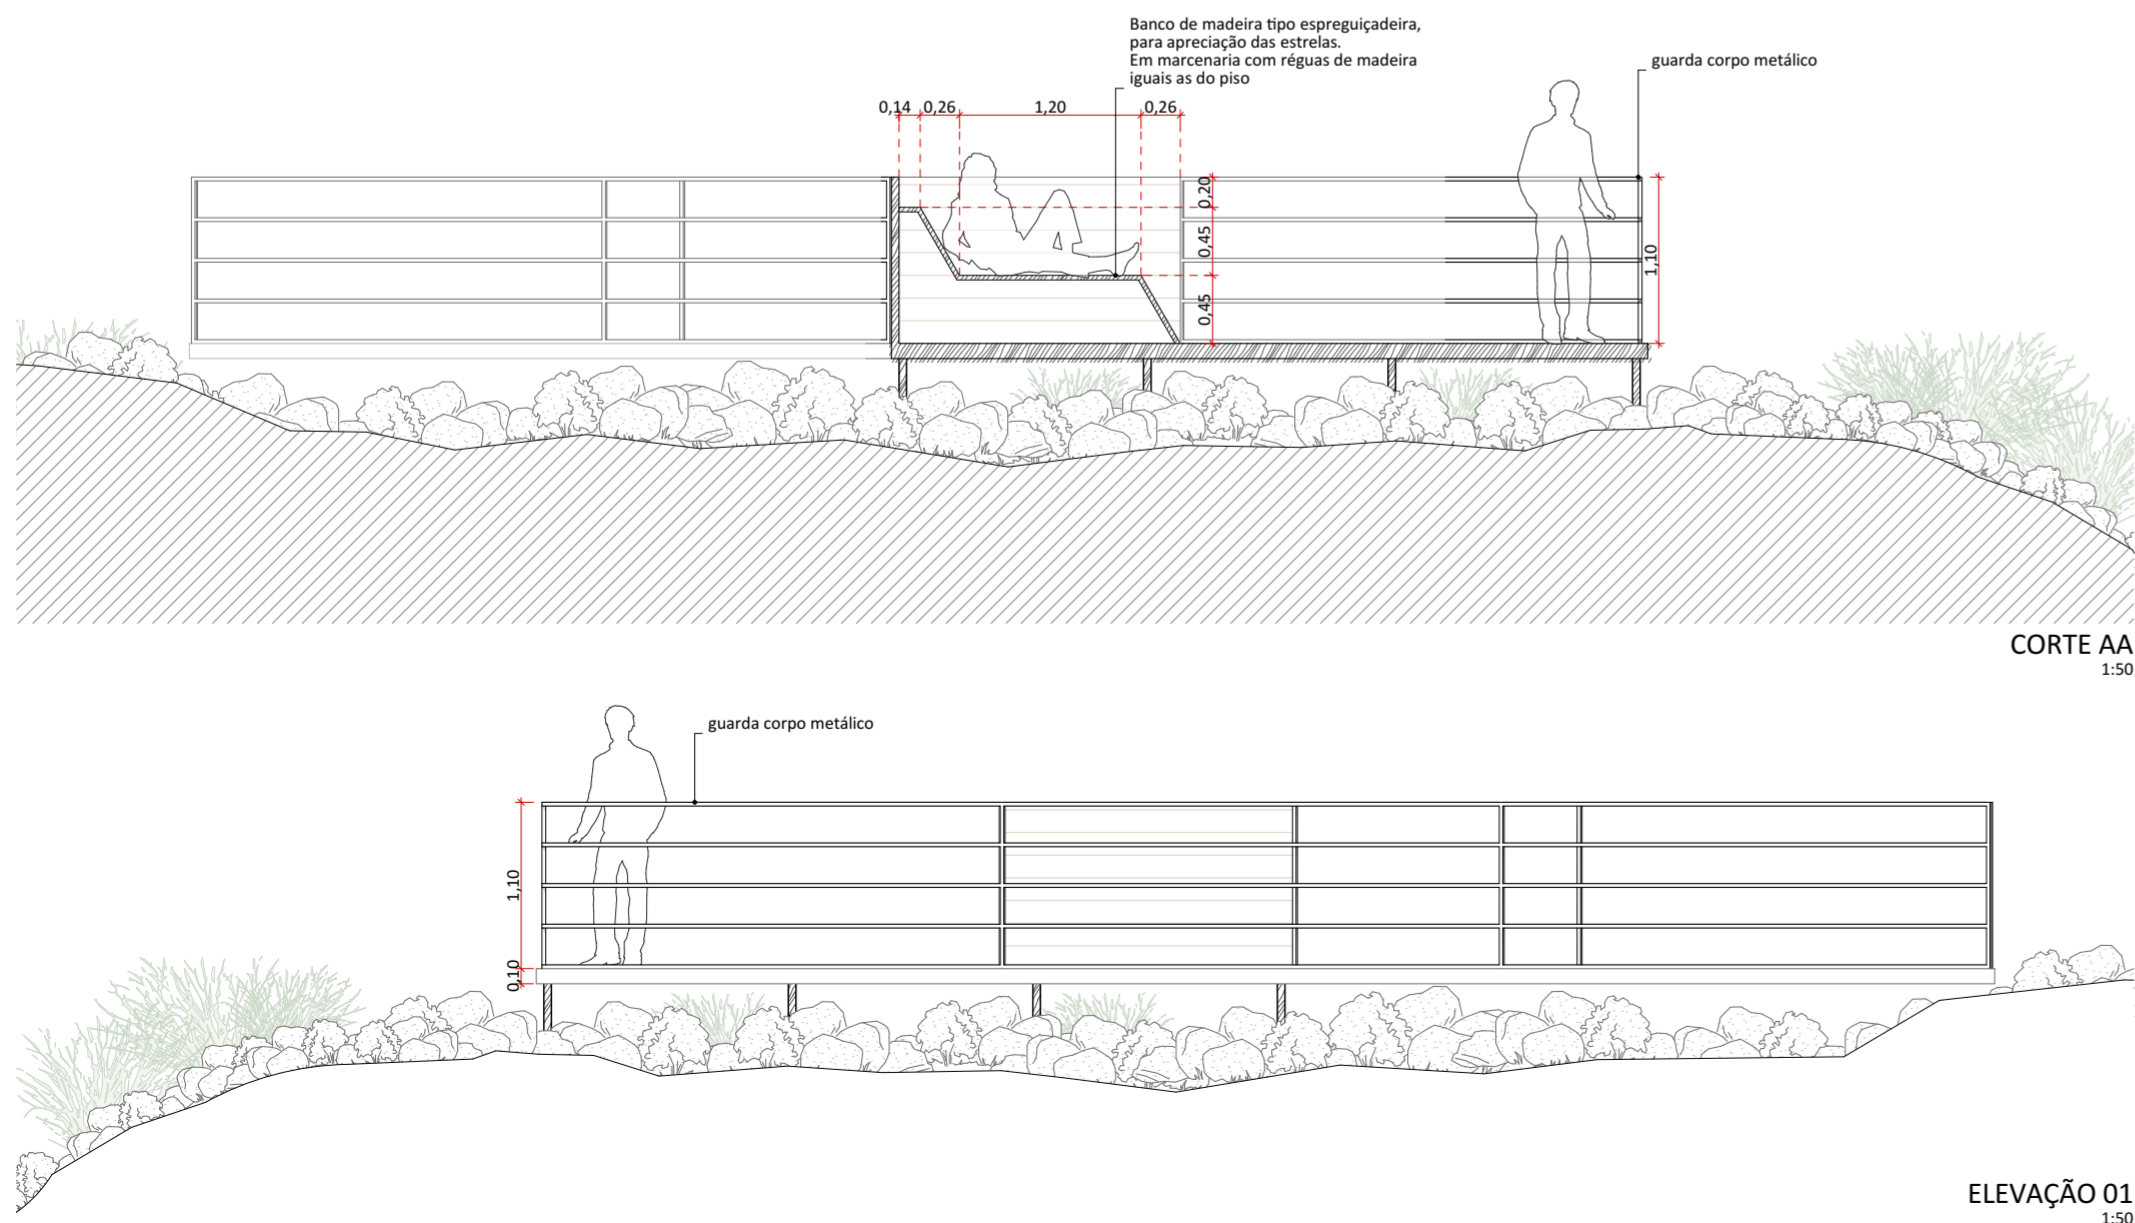 Banco de madeira tipo espreguiçadeira,
para apreciação das estrelas.
Em marcenaria com réguas de madeira
iguais as do piso
guarda corpo metálico
0,14 0,26 1,20 0,26
0,20
0,45
0,45
1,10
CORTE AA
1:50
guarda corpo metálico
1,10
0,10
ELEVAÇÃO 01
1:50